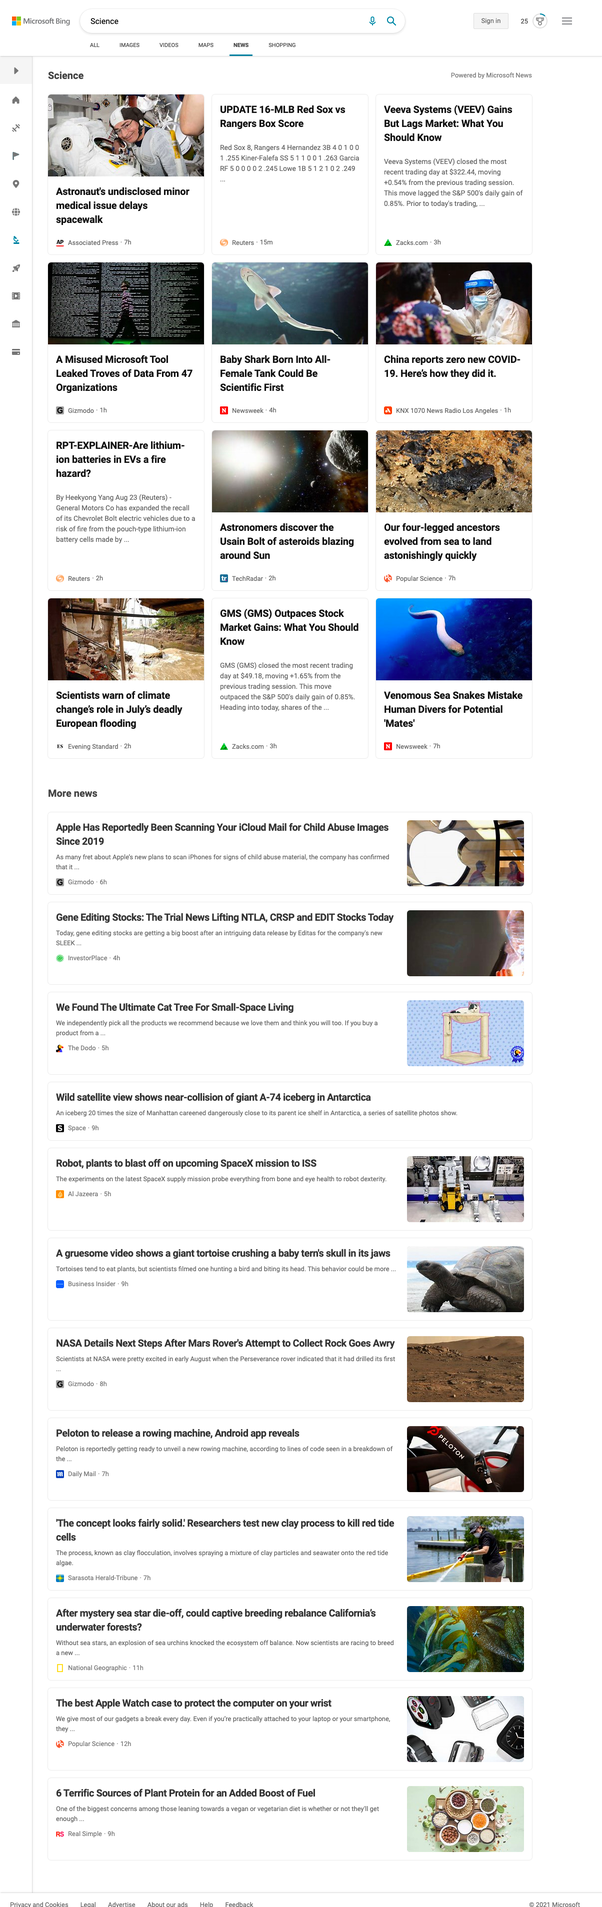 Microsoft Bing
Science
Sign in
25
ALL
IMAGES
VIDEOS
MAPS
NEWS
SHOPPING
Science
Powered by Microsoft News
Astronaut's undisclosed minor
medical issue delays
spacewalk
AP Associated Press · 7h
UPDATE 16-MLB Red Sox vs
Rangers Box Score
Red Sox 8, Rangers 4 Hernandez 3B 4 0 1 0 0
1 .255 Kiner-Falefa SS 5 1 1 0 0 1 .263 Garcia
RF 5 0 0 0 0 2 .245 Lowe 1B 5 1 2 1 0 2 .249
...
Reuters · 15m
Veeva Systems (VEEV) Gains
But Lags Market: What You
Should Know
Veeva Systems (VEEV) closed the most
recent trading day at $322.44, moving
+0.54% from the previous trading session.
This move lagged the S&P 500's daily gain of
0.85%. Prior to today's trading, ...
Zacks.com · 3h
A Misused Microsoft Tool
Leaked Troves of Data From 47
Organizations
G Gizmodo · 1h
Baby Shark Born Into All-
Female Tank Could Be
Scientific First
N Newsweek · 4h
China reports zero new COVID-
19. Here's how they did it.
KNX 1070 News Radio Los Angeles · 1h
RPT-EXPLAINER-Are lithium-
ion batteries in EVs a fire
hazard?
By Heekyong Yang Aug 23 (Reuters) -
General Motors Co has expanded the recall
of its Chevrolet Bolt electric vehicles due to a
risk of fire from the pouch-type lithium-ion
battery cells made by ...
Reuters · 2h
Astronomers discover the
Usain Bolt of asteroids blazing
around Sun
TechRadar · 2h
Our four-legged ancestors
evolved from sea to land
astonishingly quickly
Popular Science · 7h
Scientists warn of climate
change's role in July's deadly
European flooding
ES Evening Standard · 2h
GMS (GMS) Outpaces Stock
Market Gains: What You Should
Know
GMS (GMS) closed the most recent trading
day at $49.18, moving +1.65% from the
previous trading session. This move
outpaced the S&P 500's daily gain of 0.85%.
Heading into today, shares of the ...
Zacks.com · 3h
Venomous Sea Snakes Mistake
Human Divers for Potential
'Mates'
N Newsweek · 7h
More news
Apple Has Reportedly Been Scanning Your iCloud Mail for Child Abuse Images
Since 2019
As many fret about Apple's new plans to scan iPhones for signs of child abuse material, the company has confirmed
that it ...
G Gizmodo · 6h
Gene Editing Stocks: The Trial News Lifting NTLA, CRSP and EDIT Stocks Today
Today, gene editing stocks are getting a big boost after an intriguing data release by Editas for the company's new
SLEEK ...
InvestorPlace · 4h
We Found The Ultimate Cat Tree For Small-Space Living
We independently pick all the products we recommend because we love them and think you will too. If you buy a
product from a ...
The Dodo · 5h
Wild satellite view shows near-collision of giant A-74 iceberg in Antarctica
An iceberg 20 times the size of Manhattan careened dangerously close to its parent ice shelf in Antarctica, a series of satellite photos show.
S Space · 9h
Robot, plants to blast off on upcoming SpaceX mission to ISS
The experiments on the latest SpaceX supply mission probe everything from bone and eye health to robot dexterity.
Al Jazeera · 5h
A gruesome video shows a giant tortoise crushing a baby tern's skull in its jaws
Tortoises tend to eat plants, but scientists filmed one hunting a bird and biting its head. This behavior could be more ...
Business Insider · 9h
NASA Details Next Steps After Mars Rover's Attempt to Collect Rock Goes Awry
Scientists at NASA were pretty excited in early August when the Perseverance rover indicated that it had drilled its first
...
G Gizmodo · 8h
Peloton to release a rowing machine, Android app reveals
Peloton is reportedly getting ready to unveil a new rowing machine, according to lines of code seen in a breakdown of
the ...
Daily Mail · 7h
PELOTON
'The concept looks fairly solid.' Researchers test new clay process to kill red tide
cells
The process, known as clay flocculation, involves spraying a mixture of clay particles and seawater onto the red tide
algae.
Sarasota Herald-Tribune · 7h
After mystery sea star die-off, could captive breeding rebalance California's
underwater forests?
Without sea stars, an explosion of sea urchins knocked the ecosystem off balance. Now scientists are racing to breed
a new ...
National Geographic · 11h
The best Apple Watch case to protect the computer on your wrist
We give most of our gadgets a break every day. Even if you're practically attached to your laptop or your smartphone,
they ...
Popular Science · 12h
6 Terrific Sources of Plant Protein for an Added Boost of Fuel
One of the biggest concerns among those leaning towards a vegan or vegetarian diet is whether or not they'll get
enough ...
RS Real Simple · 9h
Privacy and Cookies
Legal
Advertise
About our ads
Help
Feedback
© 2021 Microsoft